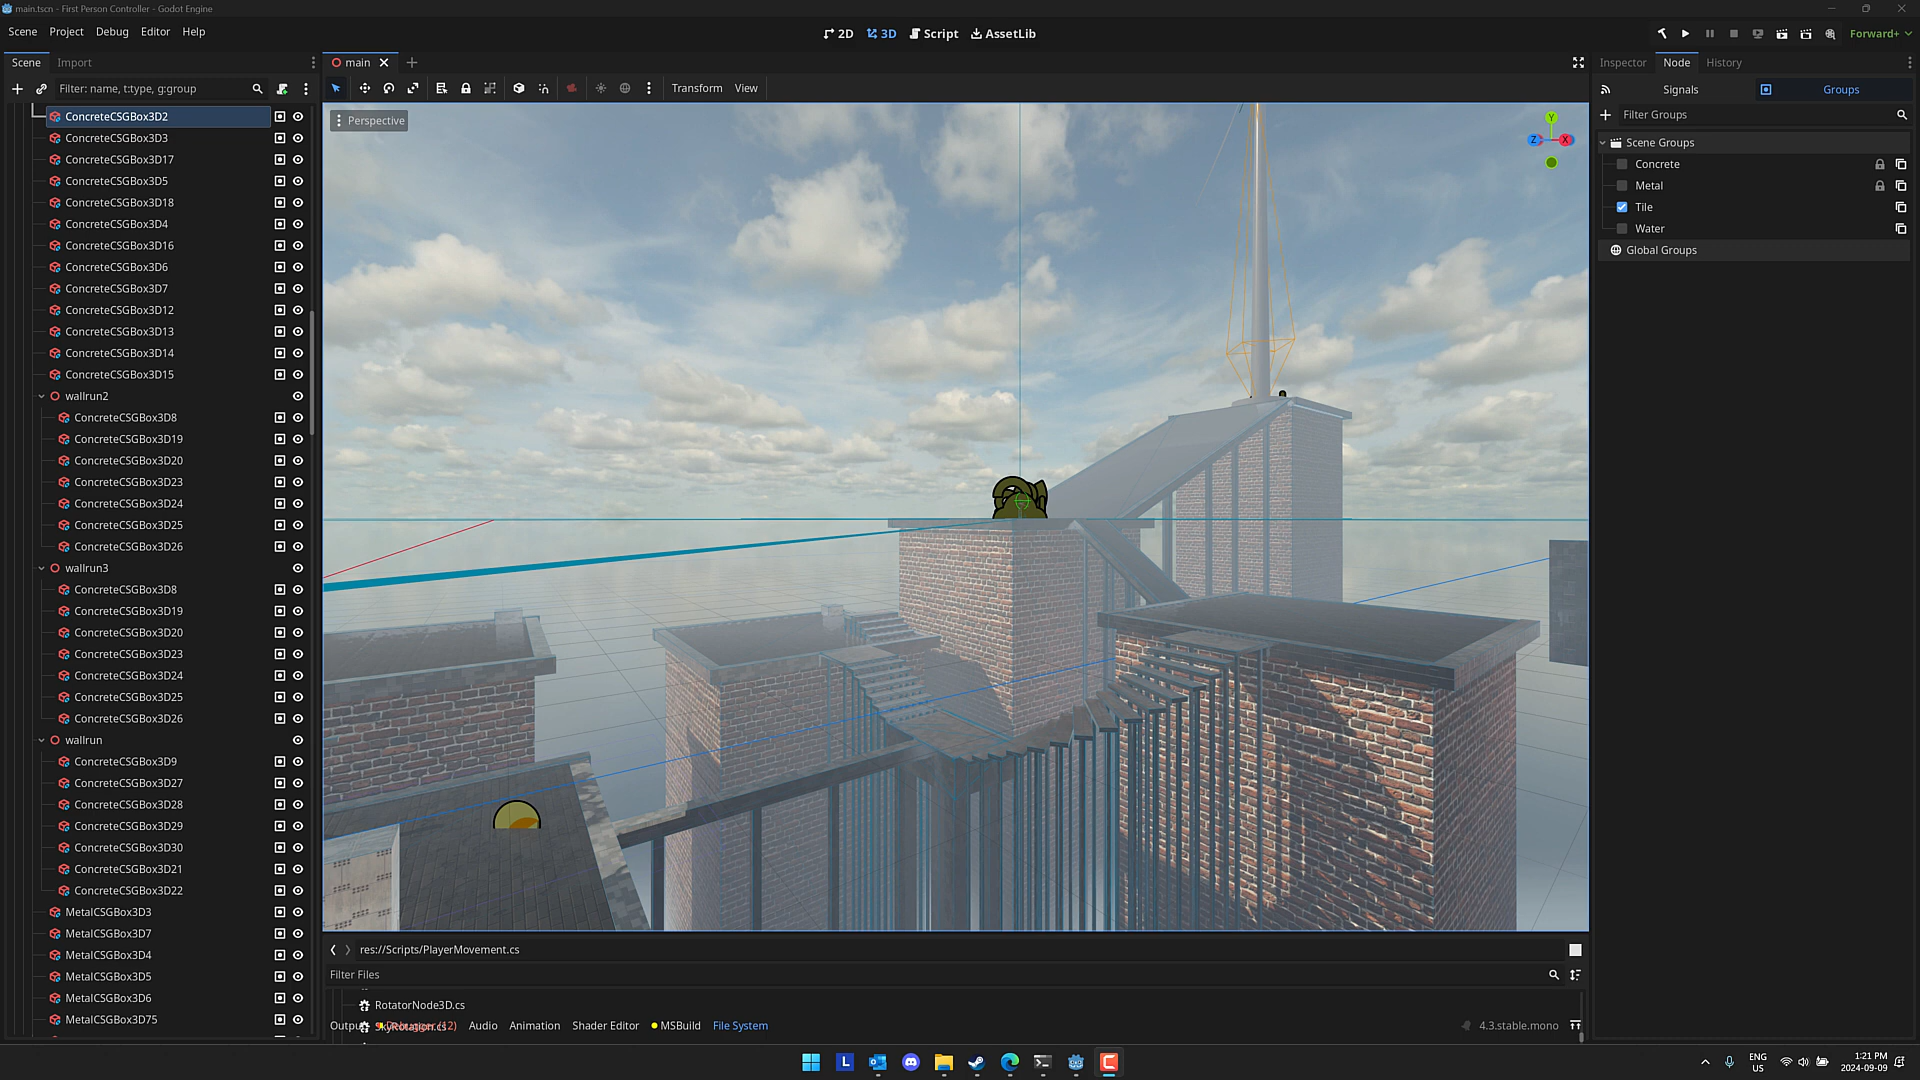 main.tscn - First Person Controller - Godot Engine
Scene Project Debug Editor Help
2D 3D Script AssetLib
Forward+
Scene Import
main
Inspector Node History
Filter: name, t:type, g:group
Transform View
Signals Groups
Perspective
Y
Z X
Filter Groups
Scene Groups
Concrete
Metal
Tile
Water
Global Groups
ConcreteCSGBox3D2
ConcreteCSGBox3D3
ConcreteCSGBox3D17
ConcreteCSGBox3D5
ConcreteCSGBox3D18
ConcreteCSGBox3D4
ConcreteCSGBox3D16
ConcreteCSGBox3D6
ConcreteCSGBox3D7
ConcreteCSGBox3D12
ConcreteCSGBox3D13
ConcreteCSGBox3D14
ConcreteCSGBox3D15
wallrun2
ConcreteCSGBox3D8
ConcreteCSGBox3D19
ConcreteCSGBox3D20
ConcreteCSGBox3D23
ConcreteCSGBox3D24
ConcreteCSGBox3D25
ConcreteCSGBox3D26
wallrun3
ConcreteCSGBox3D8
ConcreteCSGBox3D19
ConcreteCSGBox3D20
ConcreteCSGBox3D23
ConcreteCSGBox3D24
ConcreteCSGBox3D25
ConcreteCSGBox3D26
wallrun
ConcreteCSGBox3D9
ConcreteCSGBox3D27
ConcreteCSGBox3D28
ConcreteCSGBox3D29
ConcreteCSGBox3D30
ConcreteCSGBox3D21
ConcreteCSGBox3D22
MetalCSGBox3D3
MetalCSGBox3D7
MetalCSGBox3D4
MetalCSGBox3D5
MetalCSGBox3D6
MetalCSGBox3D75
res://Scripts/PlayerMovement.cs
Filter Files
RotatorNode3D.cs
SkyRotation.cs
Output Debugger (12) Audio Animation Shader Editor MSBuild File System
4.3.stable.mono
L
ENG
US
1:21 PM
2024-09-09